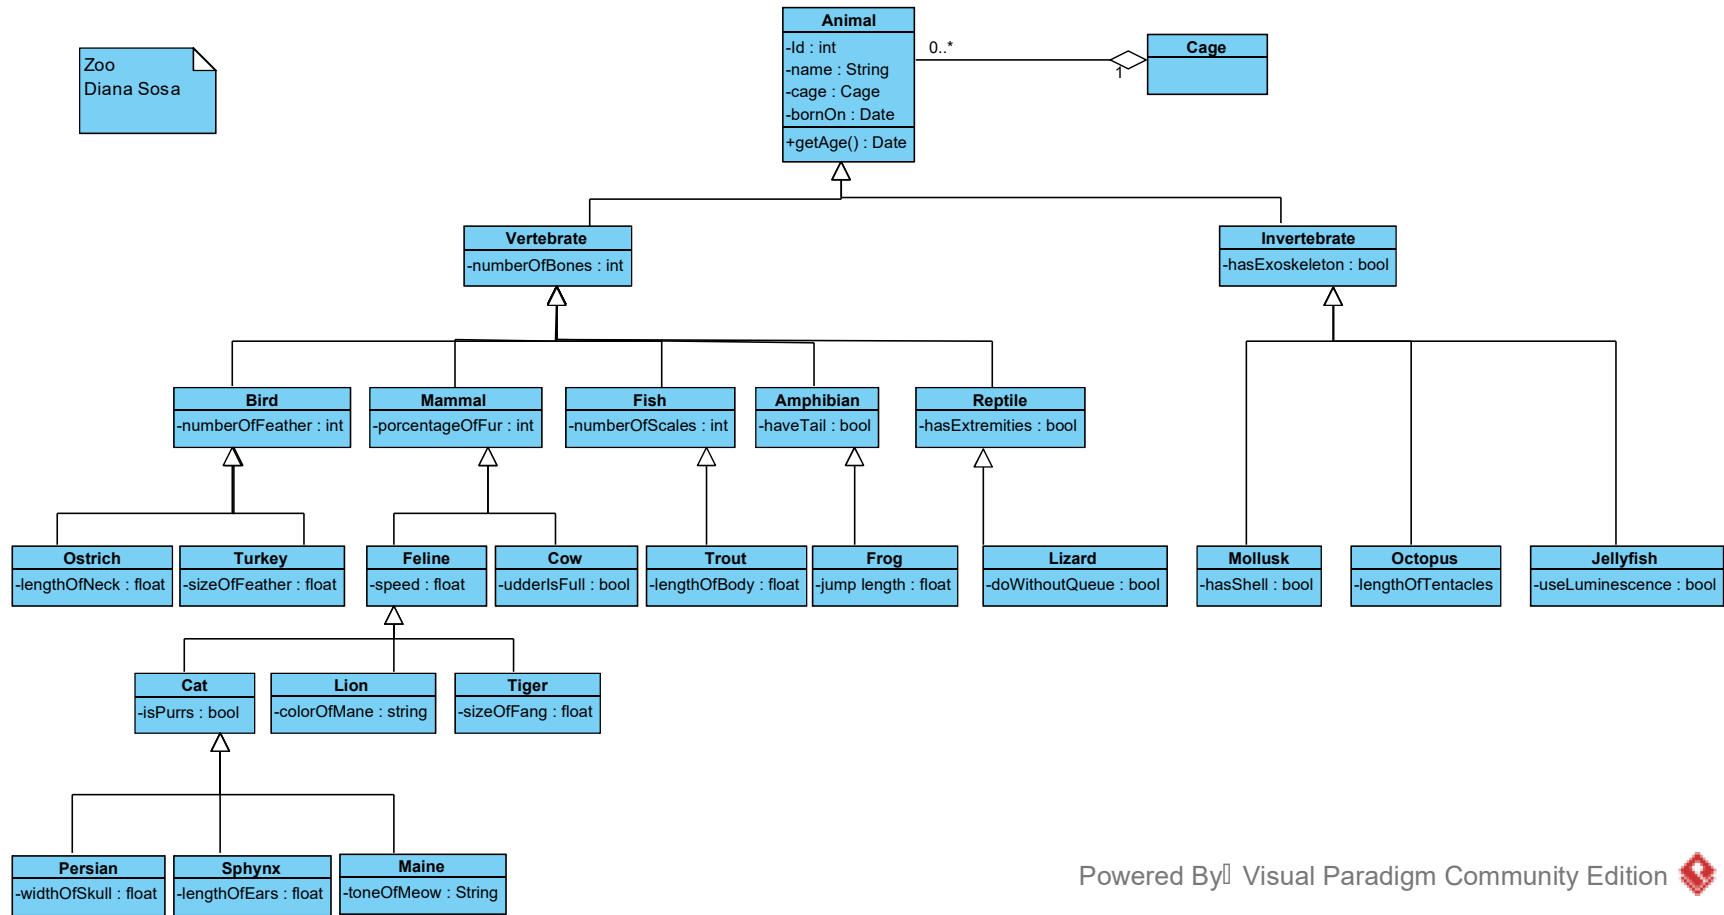 Zoo
Diana Sosa
Animal
-Id : int
-name : String
-cage : Cage
-bornOn : Date
+getAge() : Date
0..*
1
Cage
Vertebrate
-numberOfBones : int
Invertebrate
-hasExoskeleton : bool
Bird
-numberOfFeather : int
Mammal
-porcentageOfFur : int
Fish
-numberOfScales : int
Amphibian
-haveTail : bool
Reptile
-hasExtremities : bool
Ostrich
-lengthOfNeck : float
Turkey
-sizeOfFeather : float
Feline
-speed : float
Cow
-udderIsFull : bool
Trout
-lengthOfBody : float
Frog
-jump length : float
Lizard
-doWithoutQueue : bool
Mollusk
-hasShell : bool
Octopus
-lengthOfTentacles
Jellyfish
-useLuminescence : bool
Cat
-isPurrs : bool
Lion
-colorOfMane : string
Tiger
-sizeOfFang : float
Persian
-widthOfSkull : float
Sphynx
-lengthOfEars : float
Maine
-toneOfMeow : String
Powered By Visual Paradigm Community Edition